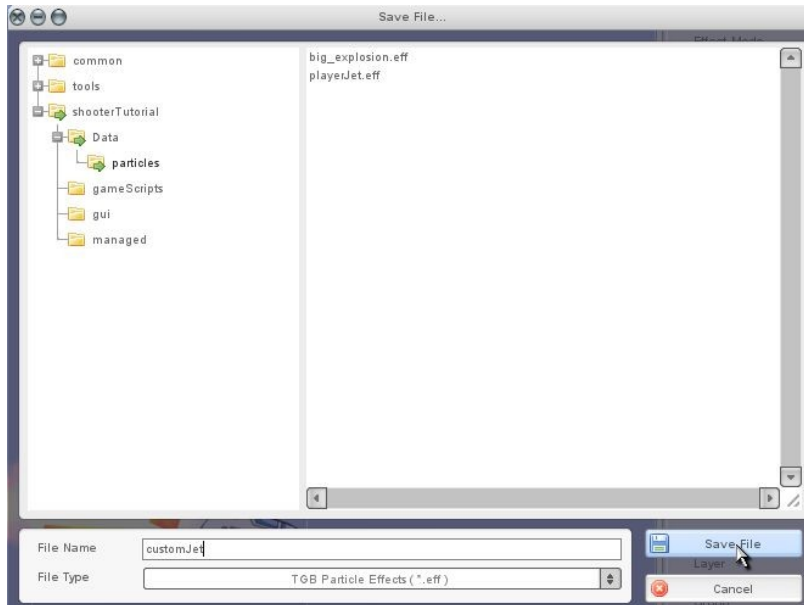 Save File...
common
tools
shooterTutorial
Data
particles
gameScripts
gui
managed
big_explosion.eff
playerJet.eff
File Name
customJet
File Type
TGB Particle Effects (*.eff)
Save File
Layer
Cancel